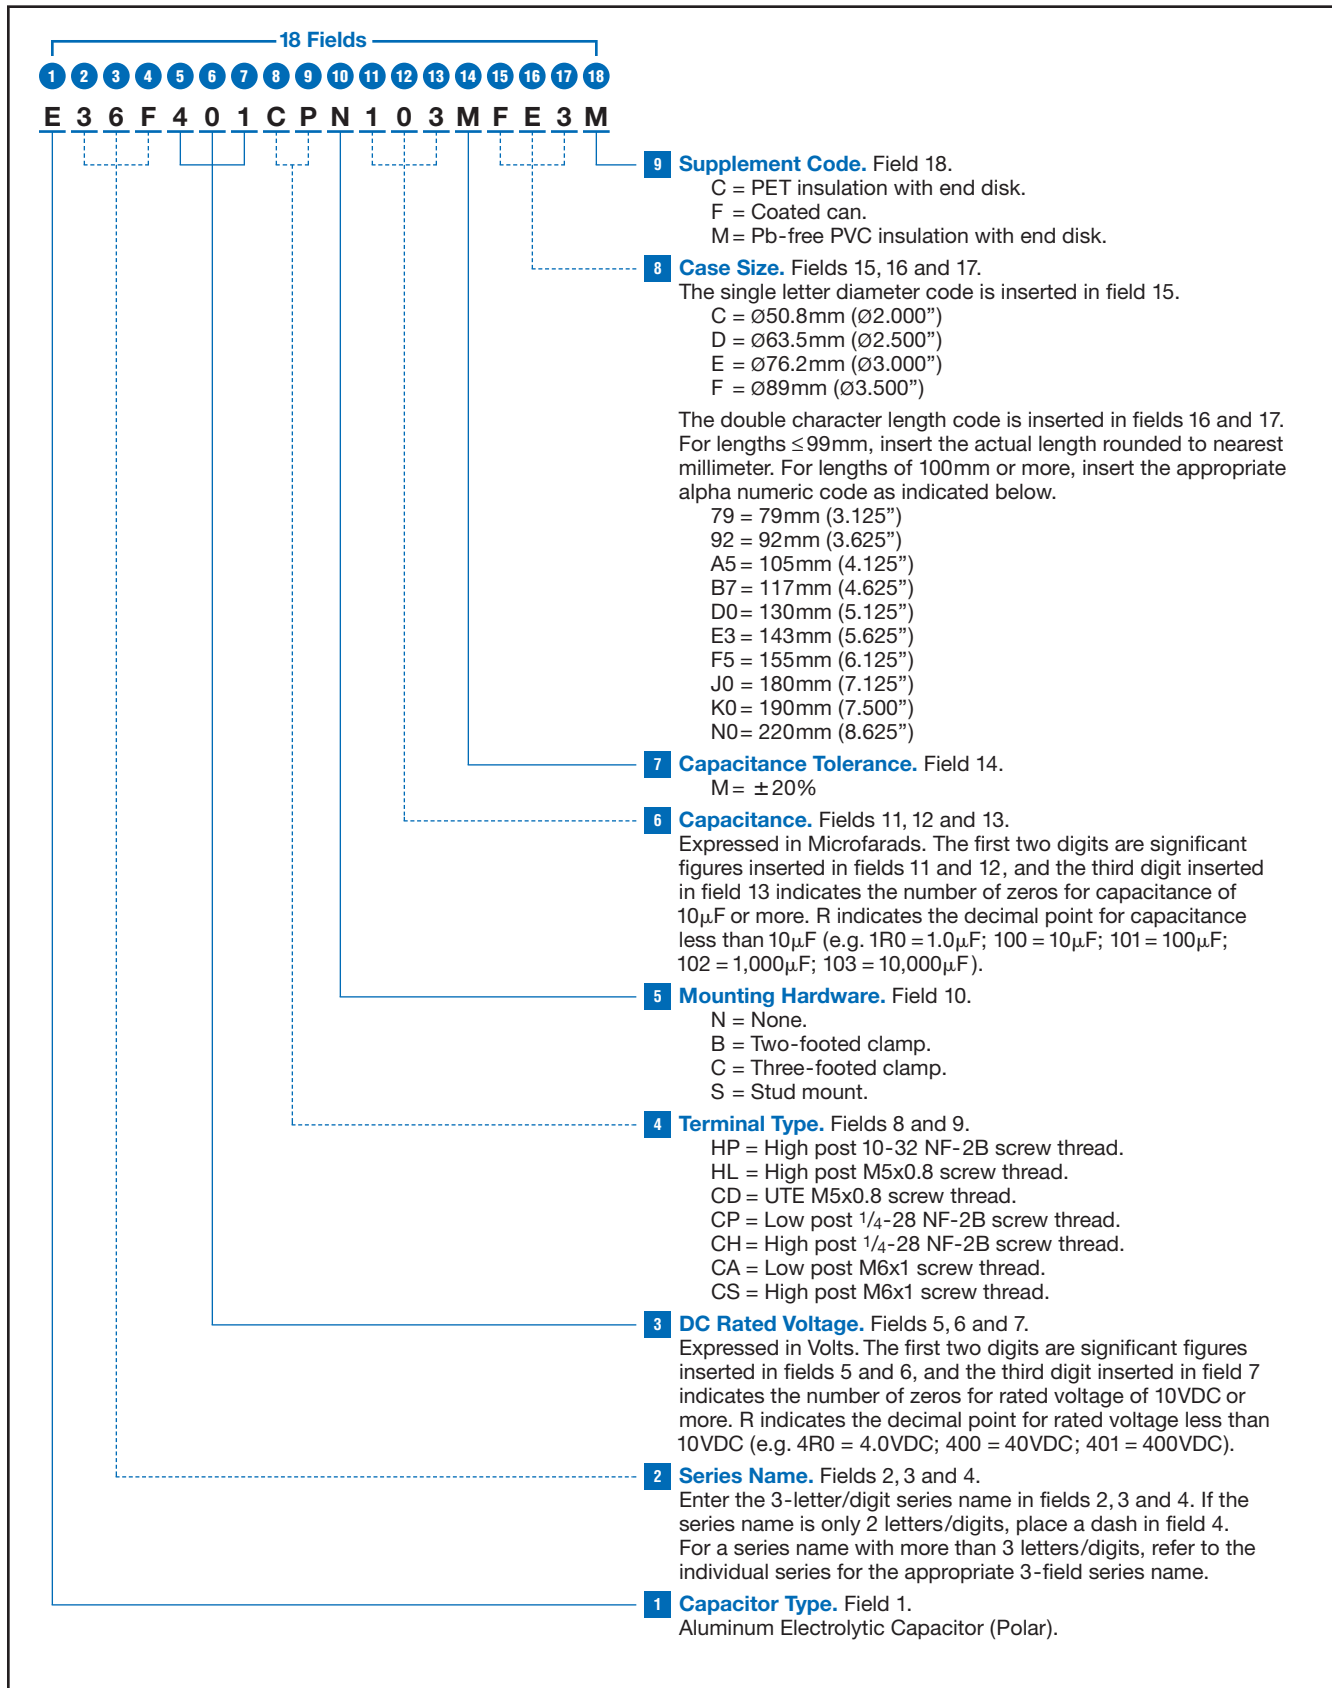 18 Fields
1 2 3 4 5 6 7 8 9 10 11 12 13 14 15 16 17 18
E 3 6 F 4 0 1 C P N 1 0 3 M F E 3 M
9 Supplement Code. Field 18.
C = PET insulation with end disk.
F = Coated can.
M = Pb-free PVC insulation with end disk.
8 Case Size. Fields 15, 16 and 17.
The single letter diameter code is inserted in field 15.
C = Ø50.8mm (Ø2.000”)
D = Ø63.5mm (Ø2.500”)
E = Ø76.2mm (Ø3.000”)
F = Ø89mm (Ø3.500”)
The double character length code is inserted in fields 16 and 17.
For lengths ≤99mm, insert the actual length rounded to nearest
millimeter. For lengths of 100mm or more, insert the appropriate
alpha numeric code as indicated below.
79 = 79mm (3.125”)
92 = 92mm (3.625”)
A5 = 105mm (4.125”)
B7 = 117mm (4.625”)
D0 = 130mm (5.125”)
E3 = 143mm (5.625”)
F5 = 155mm (6.125”)
J0 = 180mm (7.125”)
K0 = 190mm (7.500”)
N0 = 220mm (8.625”)
7 Capacitance Tolerance. Field 14.
M = ±20%
6 Capacitance. Fields 11, 12 and 13.
Expressed in Microfarads. The first two digits are significant
figures inserted in fields 11 and 12, and the third digit inserted
in field 13 indicates the number of zeros for capacitance of
10µF or more. R indicates the decimal point for capacitance
less than 10µF (e.g. 1R0 = 1.0µF; 100 = 10µF; 101 = 100µF;
102 = 1,000µF; 103 = 10,000µF).
5 Mounting Hardware. Field 10.
N = None.
B = Two-footed clamp.
C = Three-footed clamp.
S = Stud mount.
4 Terminal Type. Fields 8 and 9.
HP = High post 10-32 NF-2B screw thread.
HL = High post M5x0.8 screw thread.
CD = UTE M5x0.8 screw thread.
CP = Low post 1/4-28 NF-2B screw thread.
CH = High post 1/4-28 NF-2B screw thread.
CA = Low post M6x1 screw thread.
CS = High post M6x1 screw thread.
3 DC Rated Voltage. Fields 5, 6 and 7.
Expressed in Volts. The first two digits are significant figures
inserted in fields 5 and 6, and the third digit inserted in field 7
indicates the number of zeros for rated voltage of 10VDC or
more. R indicates the decimal point for rated voltage less than
10VDC (e.g. 4R0 = 4.0VDC; 400 = 40VDC; 401 = 400VDC).
2 Series Name. Fields 2, 3 and 4.
Enter the 3-letter/digit series name in fields 2, 3 and 4. If the
series name is only 2 letters/digits, place a dash in field 4.
For a series name with more than 3 letters/digits, refer to the
individual series for the appropriate 3-field series name.
1 Capacitor Type. Field 1.
Aluminum Electrolytic Capacitor (Polar).